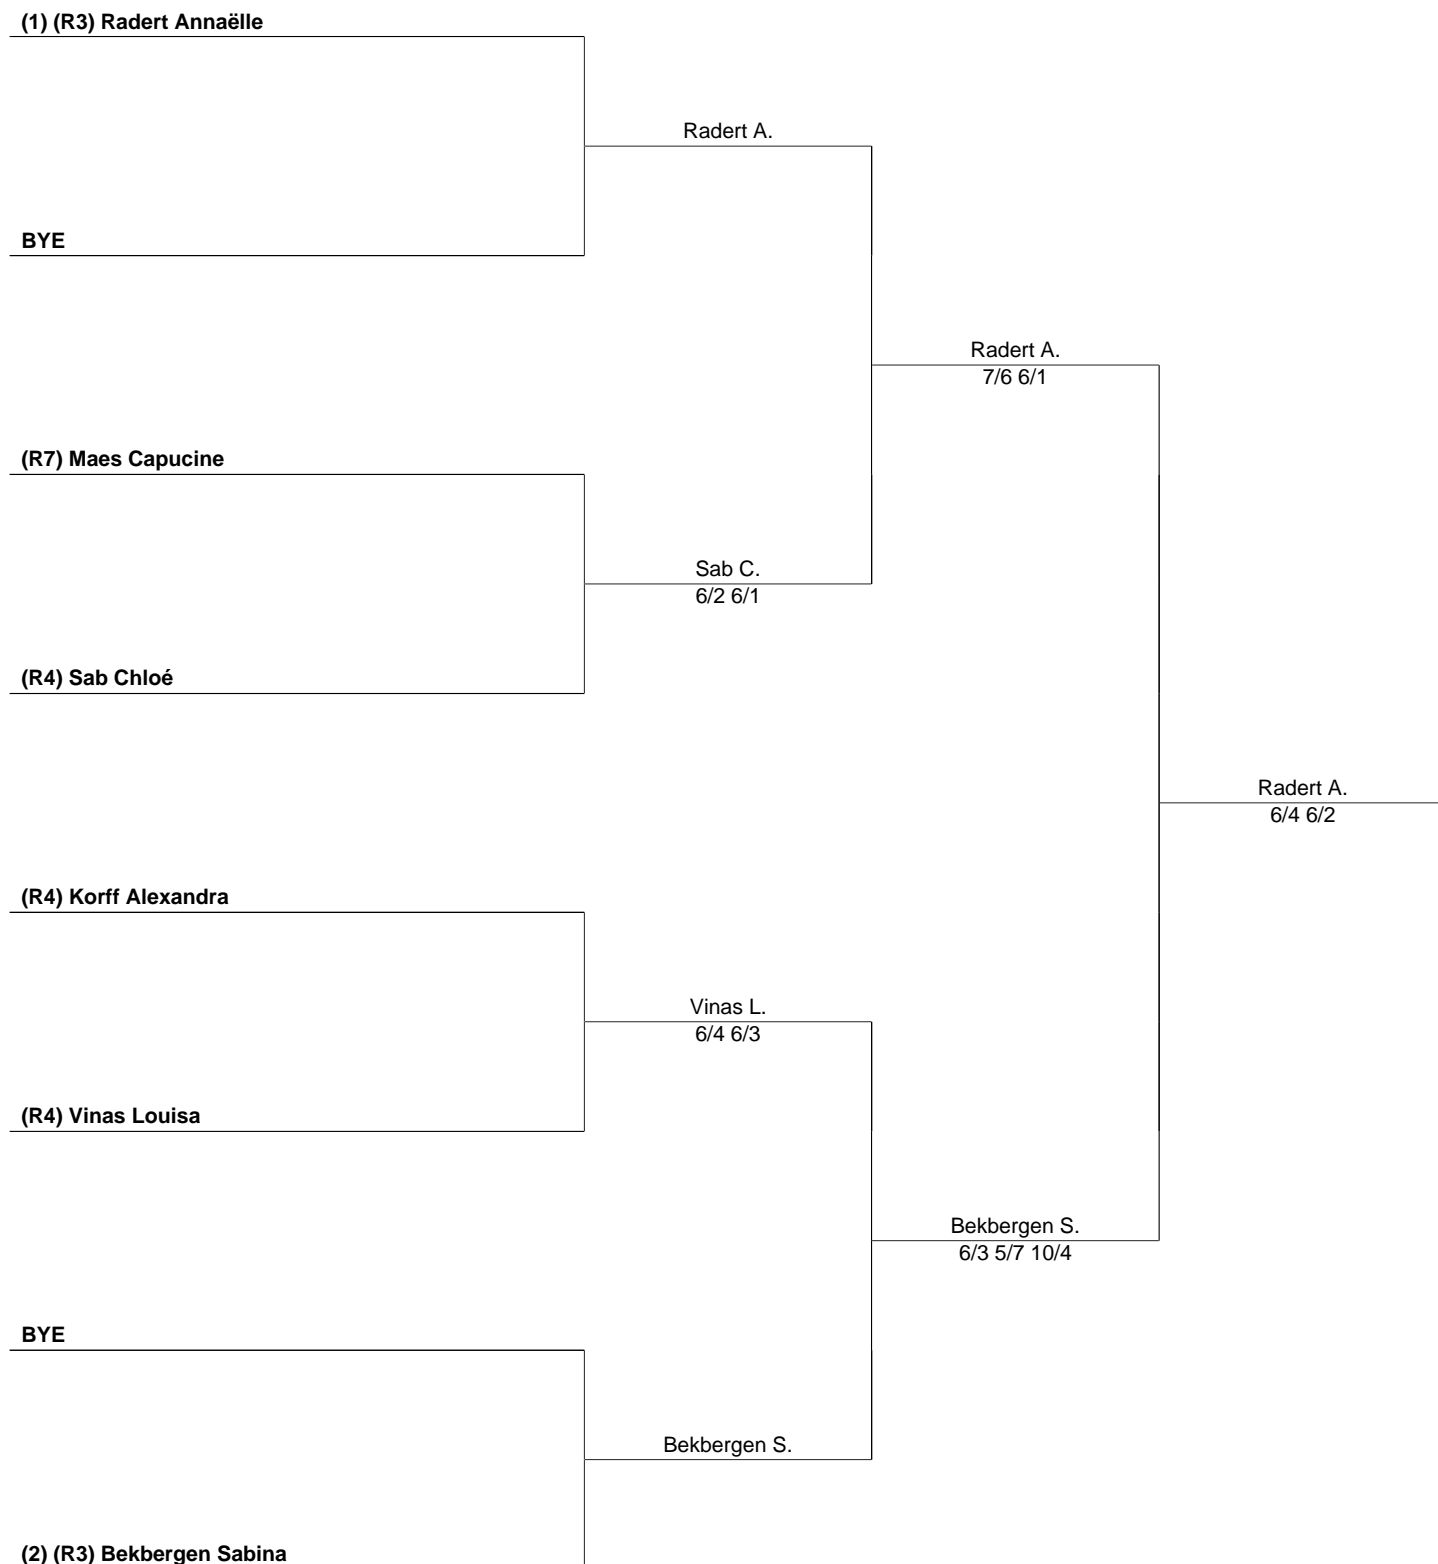 (1) (R3) Radert Annaëlle
Radert A.
BYE
Radert A.
7/6 6/1
(R7) Maes Capucine
Sab C.
6/2 6/1
(R4) Sab Chloé
Radert A.
6/4 6/2
(R4) Korff Alexandra
Vinas L.
6/4 6/3
(R4) Vinas Louisa
Bekbergen S.
6/3 5/7 10/4
BYE
Bekbergen S.
(2) (R3) Bekbergen Sabina